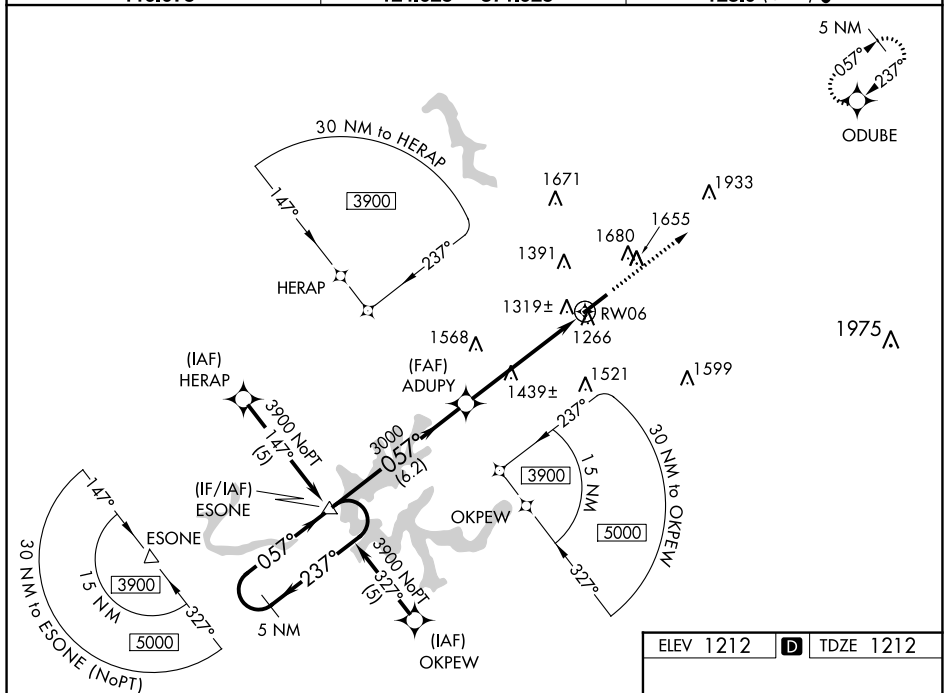 5 NM
057°
237°
ODUBE
30 NM to HERAP
3900
147°
237°
HERAP
1671
1933
1655
1680
1391
1319±
RW06
1266
1975
1568
(FAF)
ADUPY
1439±
1521
1599
(IAF)
HERAP
3900 NoPT
147°
(5)
3000
057°
(6.2)
237°
3900
15 NM
30 NM to OKPEW
5000
OKPEW
327°
(IF/IAF)
ESONE
147°
ESONE
3900
15 NM
327°
5000
30 NM to ESONE (NoPT)
057°
237°
5 NM
3900 NoPT
327°
(5)
(IAF)
OKPEW
ELEV 1212 D TDZE 1212